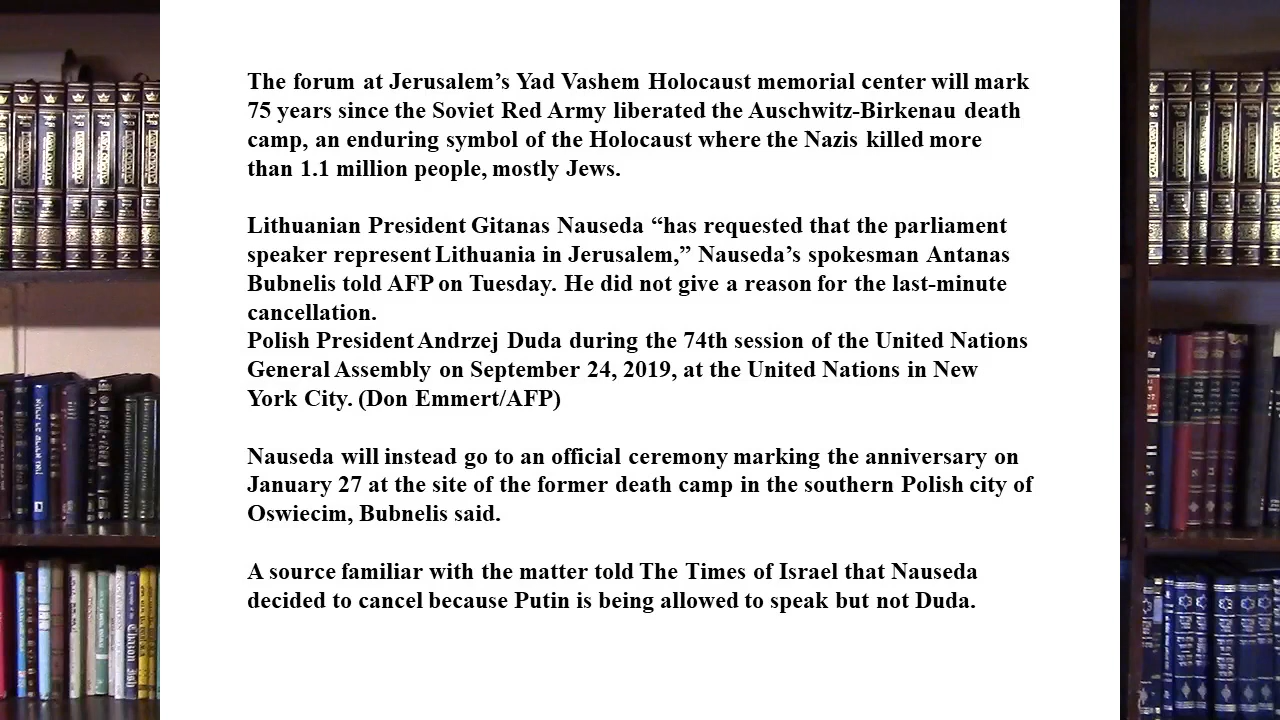 The forum at Jerusalem’s Yad Vashem Holocaust memorial center will mark
75 years since the Soviet Red Army liberated the Auschwitz-Birkenau death
camp, an enduring symbol of the Holocaust where the Nazis killed more
than 1.1 million people, mostly Jews.
Lithuanian President Gitanas Nauseda “has requested that the parliament
speaker represent Lithuania in Jerusalem,” Nauseda’s spokesman Antanas
Bubnelis told AFP on Tuesday. He did not give a reason for the last-minute
cancellation.
Polish President Andrzej Duda during the 74th session of the United Nations
General Assembly on September 24, 2019, at the United Nations in New
York City. (Don Emmert/AFP)
Nauseda will instead go to an official ceremony marking the anniversary on
January 27 at the site of the former death camp in the southern Polish city of
Oswiecim, Bubnelis said.
A source familiar with the matter told The Times of Israel that Nauseda
decided to cancel because Putin is being allowed to speak but not Duda.